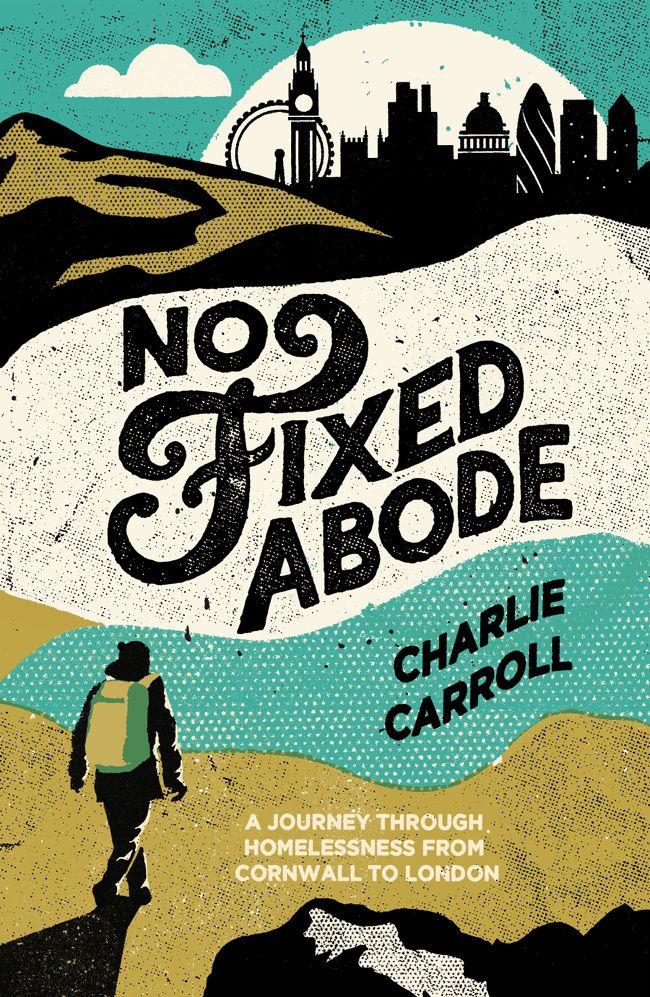 NO
FIXED
ABODE
CHARLIE
CARROLL
A JOURNEY THROUGH
HOMELESSNESS FROM
CORNWALL TO LONDON